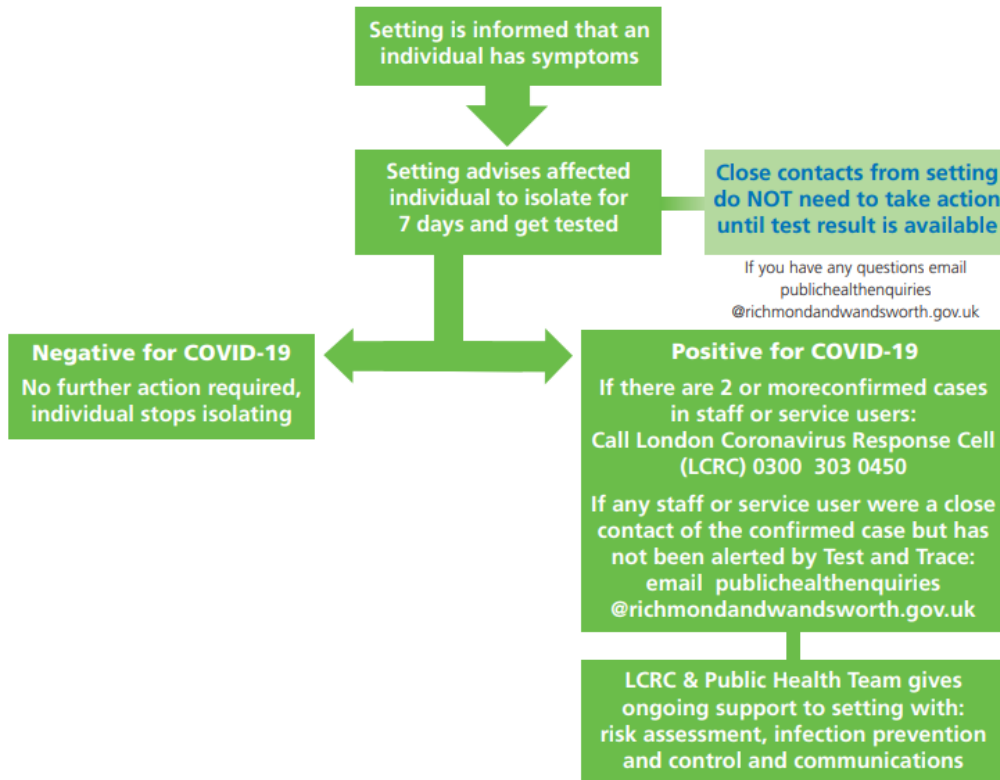 Setting is informed that an
individual has symptoms
Setting advises affected
individual to isolate for
7 days and get tested
Close contacts from setting
do NOT need to take action
until test result is available
If you have any questions email
publichealthenquiries
@richmondandwandsworth.gov.uk
Negative for COVID-19
No further action required,
individual stops isolating
Positive for COVID-19
If there are 2 or moreconfirmed cases
in staff or service users:
Call London Coronavirus Response Cell
(LCRC) 0300 303 0450
If any staff or service user were a close
contact of the confirmed case but has
not been alerted by Test and Trace:
email publichealthenquiries
@richmondandwandsworth.gov.uk
LCRC & Public Health Team gives
ongoing support to setting with:
risk assessment, infection prevention
and control and communications